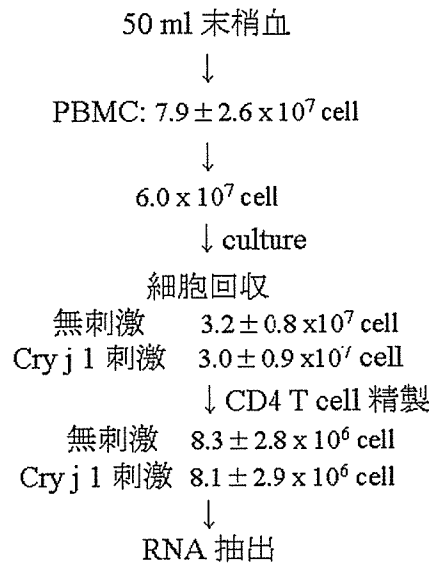 50 ml 末梢血
↓
PBMC: 7.9±2.6 x 10⁷ cell
↓
6.0 x 10⁷ cell
↓ culture
細胞回収
無刺激 3.2±0.8 x10⁷ cell
Cry j 1 刺激 3.0±0.9 x10⁷ cell
↓ CD4 T cell 精製
無刺激 8.3±2.8 x 10⁶ cell
Cry j 1 刺激 8.1±2.9 x 10⁶ cell
↓
RNA 抽出